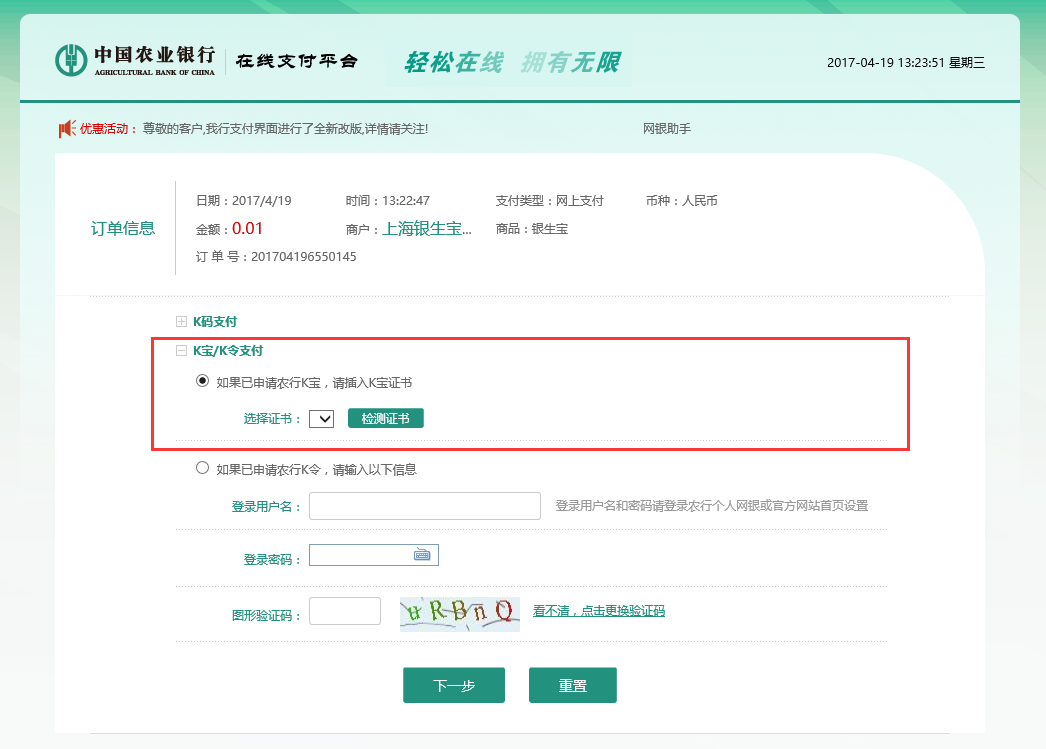 中国农业银行
AGRICULTURAL BANK OF CHINA
在线支付平台
轻松在线 拥有无限
2017-04-19 13:23:51 星期三
优惠活动： 尊敬的客户,我行支付界面进行了全新改版,详情请关注!
网银助手
订单信息
日期：2017/4/19 时间：13:22:47 支付类型：网上支付 币种：人民币
金额：0.01 商户：上海银生宝... 商品：银生宝
订 单 号：201704196550145
K码支付
K宝/K令支付
如果已申请农行K宝，请插入K宝证书
选择证书： 检测证书
如果已申请农行K令，请输入以下信息
登录用户名： 登录用户名和密码请登录农行个人网银或官方网站首页设置
登录密码：
图形验证码： uRBnQ 看不清，点击更换验证码
下一步 重置